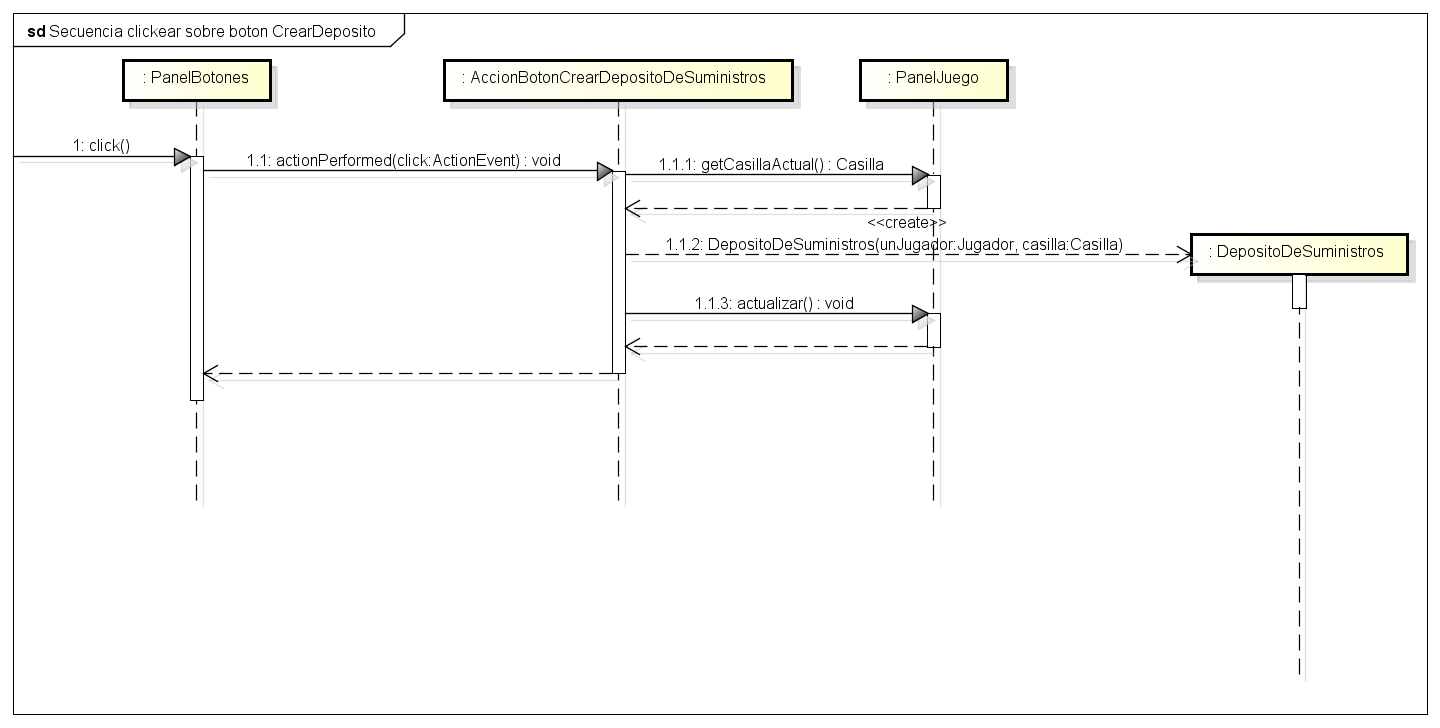 sd Secuencia clickear sobre boton CrearDeposito
: PanelBotones
: AccionBotonCrearDepositoDeSuministros
: PanelJuego
1: click()
1.1: actionPerformed(click:ActionEvent) : void
1.1.1: getCasillaActual() : Casilla
<<create>>
1.1.2: DepositoDeSuministros(unJugador:Jugador, casilla:Casilla)
: DepositoDeSuministros
1.1.3: actualizar() : void